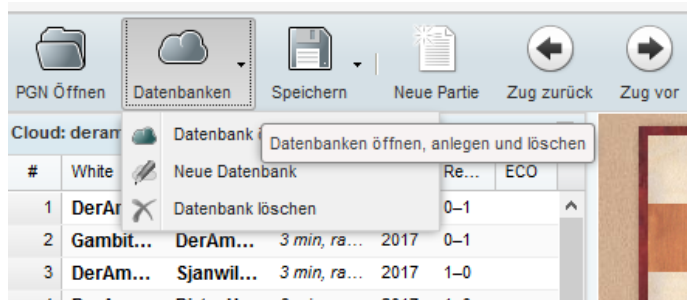 PGN Öffnen Datenbanken Speichern Neue Partie Zug zurück Zug vor
Cloud: deram
Datenbank
Datenbanken öffnen, anlegen und löschen
# White Neue Datenbank Re... ECO
1 DerAm Datenbank löschen 0–1
2 Gambit... DerAm... 3 min, ra... 2017 0–1
3 DerAm... Sjanwil... 3 min, ra... 2017 1–0